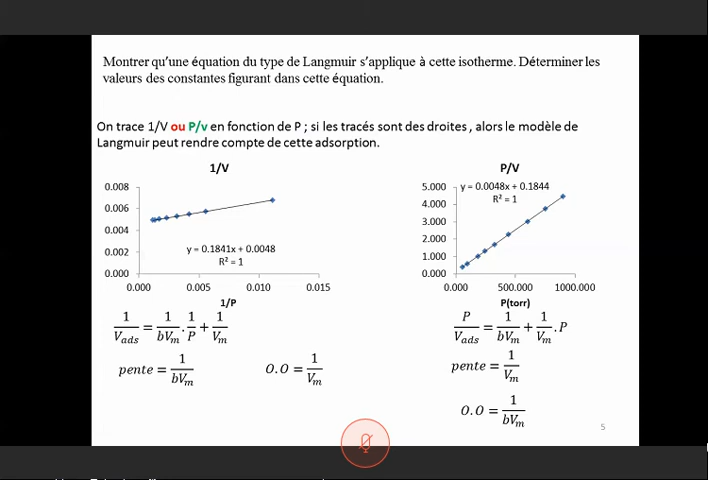 Montrer qu'une équation du type de Langmuir s'applique à cette isotherme. Déterminer les
valeurs des constantes figurant dans cette équation.
On trace 1/V ou P/v en fonction de P ; si les tracés sont des droites , alors le modèle de
Langmuir peut rendre compte de cette adsorption.
1/V
0.008
0.006
0.004
0.002
0.000
y = 0.1841x + 0.0048
R² = 1
0.000 0.005 0.010 0.015
1/P
1/V_ads = 1/bV_m . 1/P + 1/V_m
pente = 1/bV_m
O.O = 1/V_m
P/V
5.000
4.000
3.000
2.000
1.000
0.000
y = 0.0048x + 0.1844
R² = 1
0.000 500.000 1000.000
P(torr)
P/V_ads = 1/bV_m + 1/V_m . P
pente = 1/V_m
O.O = 1/bV_m
5